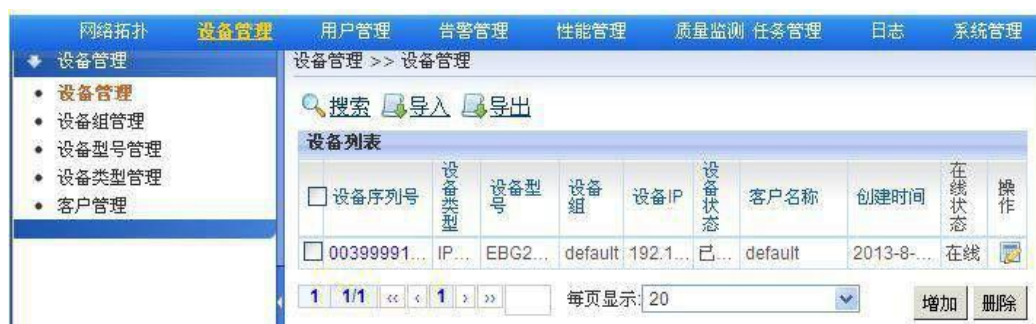 网络拓扑 设备管理 用户管理 告警管理 性能管理 质量监测 任务管理 日志 系统管理
设备管理
设备管理
设备组管理
设备型号管理
设备类型管理
客户管理
设备管理 >> 设备管理
搜索 导入 导出
设备列表
设备序列号 设备类型 设备型号 设备组 设备IP 设备状态 客户名称 创建时间 在线状态 操作
00399991... IP... EBG2... default 192.1... 已... default 2013-8-... 在线
1 1/1 << < 1 > >> 每页显示: 20
增加 删除